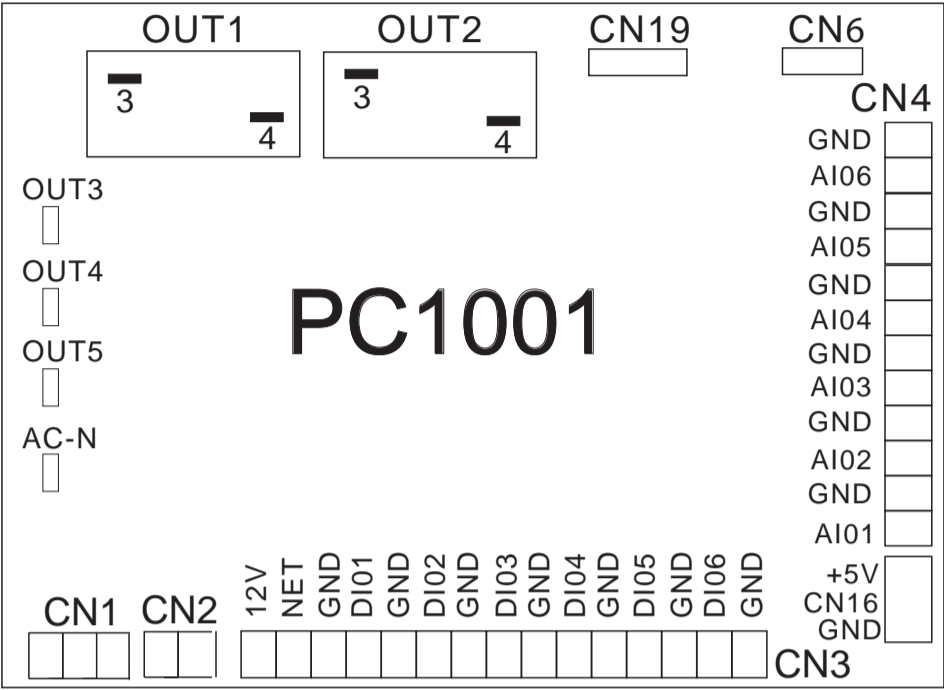 OUT1
OUT2
CN19
CN6
3
4
3
4
CN4
GND
AI06
GND
AI05
GND
AI04
GND
AI03
GND
AI02
GND
AI01
+5V
CN16
GND
OUT3
OUT4
OUT5
AC-N
PC1001
CN1
CN2
12V
NET
GND
DI01
GND
DI02
GND
DI03
GND
DI04
GND
DI05
GND
DI06
GND
CN3